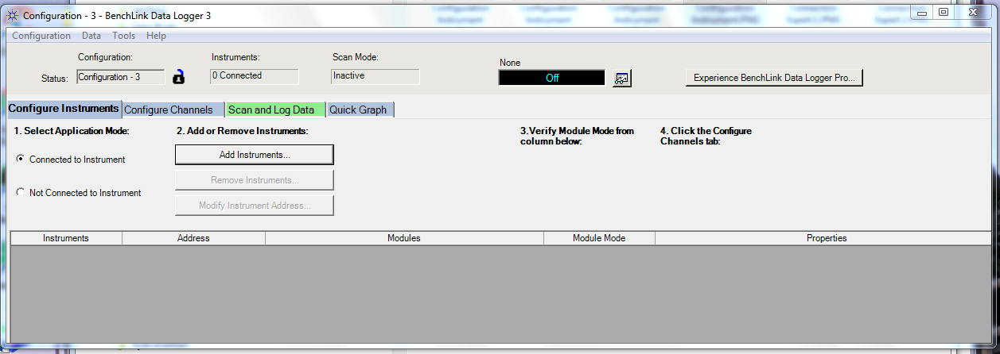 Configuration - 3 - BenchLink Data Logger 3
Configuration Data Tools Help
Configuration: Instruments: Scan Mode: None
Status: Configuration - 3 0 Connected Inactive Off Experience BenchLink Data Logger Pro...
Configure Instruments Configure Channels Scan and Log Data Quick Graph
1. Select Application Mode: 2. Add or Remove Instruments: 3.Verify Module Mode from column below: 4. Click the Configure Channels tab:
Connected to Instrument
Not Connected to Instrument
Add Instruments...
Remove Instruments...
Modify Instrument Address...
Instruments Address Modules Module Mode Properties